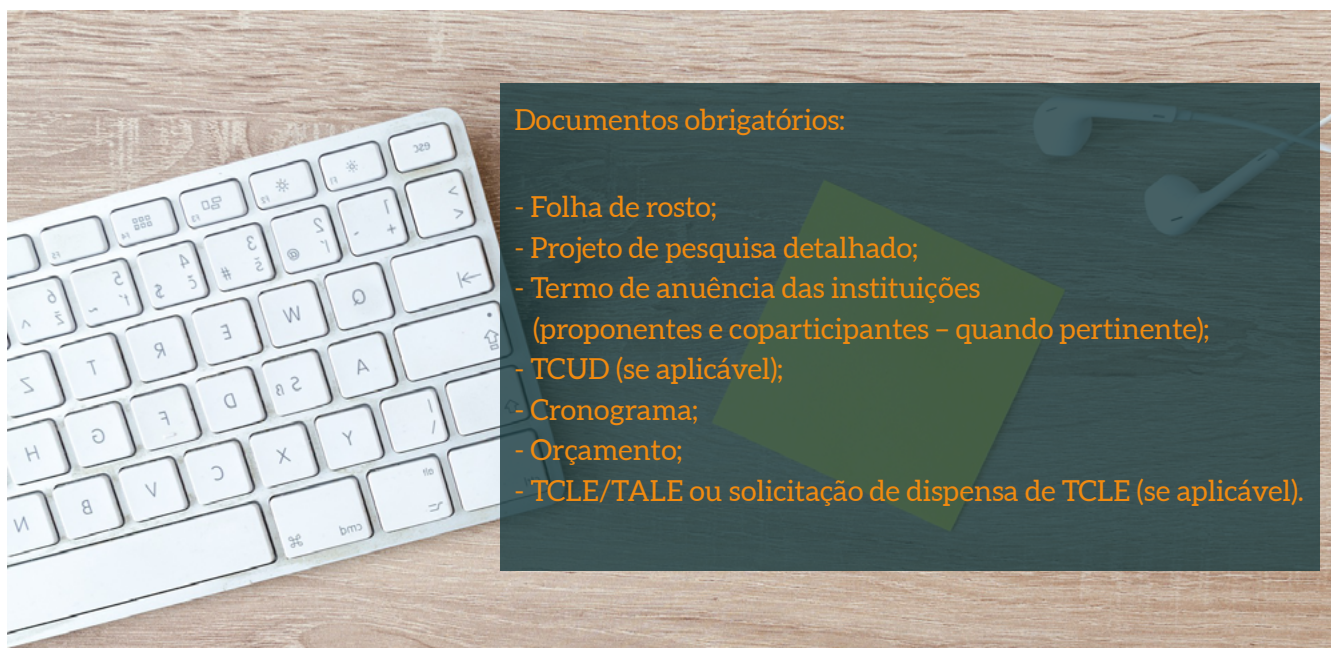 Documentos obrigatórios:
- Folha de rosto;
- Projeto de pesquisa detalhado;
- Termo de anuência das instituições
(proponentes e coparticipantes – quando pertinente);
- TCUD (se aplicável);
- Cronograma;
- Orçamento;
- TCLE/TALE ou solicitação de dispensa de TCLE (se aplicável).